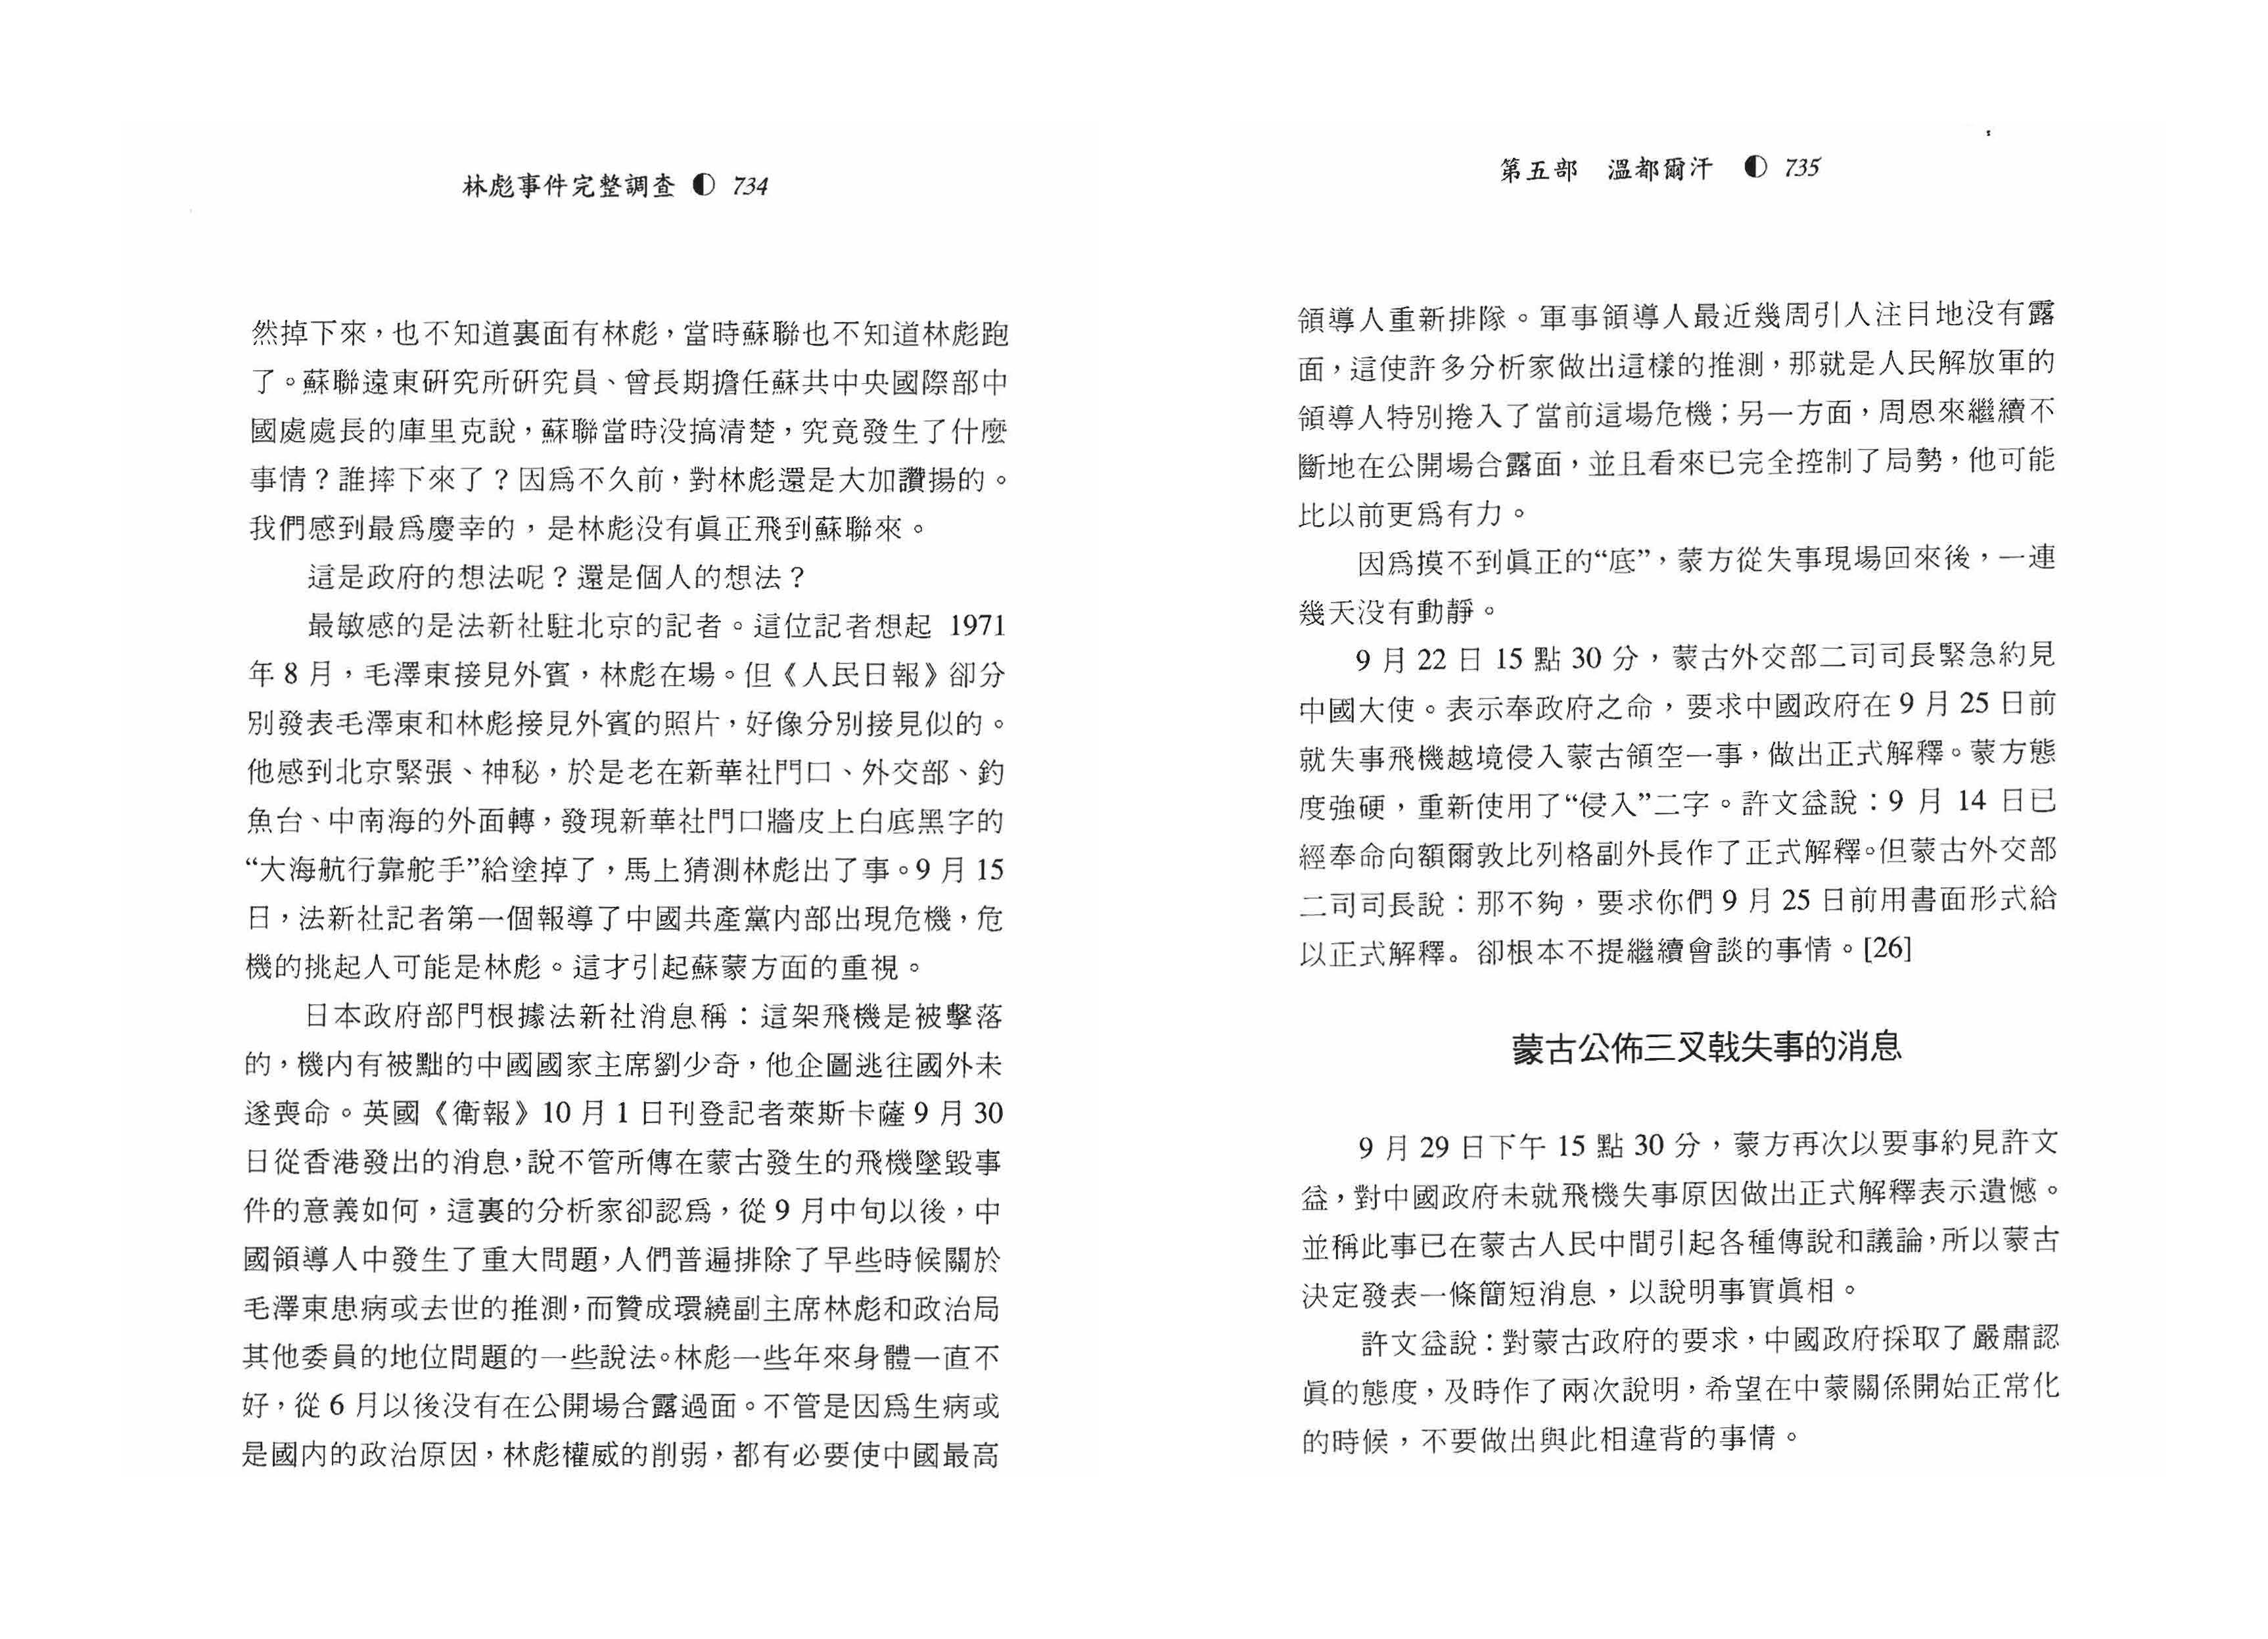 林彪事件完整調查 ◐ 734
然掉下來，也不知道裏面有林彪，當時蘇聯也不知道林彪跑
了。蘇聯遠東研究所研究員、曾長期擔任蘇共中央國際部中
國處處長的庫里克說，蘇聯當時没搞清楚，究竟發生了什麼
事情？誰摔下來了？因爲不久前，對林彪還是大加讚揚的。
我們感到最爲慶幸的，是林彪没有眞正飛到蘇聯來。
這是政府的想法呢？還是個人的想法？
最敏感的是法新社駐北京的記者。這位記者想起 1971
年 8 月，毛澤東接見外賓，林彪在場。但《人民日報》卻分
別發表毛澤東和林彪接見外賓的照片，好像分別接見似的。
他感到北京緊張、神秘，於是老在新華社門口、外交部、釣
魚台、中南海的外面轉，發現新華社門口牆皮上白底黑字的
“大海航行靠舵手”給塗掉了，馬上猜測林彪出了事。9 月 15
日，法新社記者第一個報導了中國共產黨内部出現危機，危
機的挑起人可能是林彪。這才引起蘇蒙方面的重視。
日本政府部門根據法新社消息稱：這架飛機是被擊落
的，機内有被黜的中國國家主席劉少奇，他企圖逃往國外未
遂喪命。英國《衛報》10 月 1 日刊登記者萊斯卡薩 9 月 30
日從香港發出的消息，說不管所傳在蒙古發生的飛機墜毀事
件的意義如何，這裏的分析家卻認爲，從 9 月中旬以後，中
國領導人中發生了重大問題，人們普遍排除了早些時候關於
毛澤東患病或去世的推測，而贊成環繞副主席林彪和政治局
其他委員的地位問題的一些說法。林彪一些年來身體一直不
好，從 6 月以後没有在公開場合露過面。不管是因爲生病或
是國内的政治原因，林彪權威的削弱，都有必要使中國最高
第五部 溫都爾汗 ◐ 735
領導人重新排隊。軍事領導人最近幾周引人注目地没有露
面，這使許多分析家做出這樣的推測，那就是人民解放軍的
領導人特別捲入了當前這場危機；另一方面，周恩來繼續不
斷地在公開場合露面，並且看來已完全控制了局勢，他可能
比以前更爲有力。
因爲摸不到眞正的“底”，蒙方從失事現場回來後，一連
幾天没有動靜。
9 月 22 日 15 點 30 分，蒙古外交部二司司長緊急約見
中國大使。表示奉政府之命，要求中國政府在 9 月 25 日前
就失事飛機越境侵入蒙古領空一事，做出正式解釋。蒙方態
度強硬，重新使用了“侵入”二字。許文益說：9 月 14 日已
經奉命向額爾敦比列格副外長作了正式解釋。但蒙古外交部
二司司長說：那不夠，要求你們 9 月 25 日前用書面形式給
以正式解釋。卻根本不提繼續會談的事情。[26]
蒙古公佈三叉戟失事的消息
9 月 29 日下午 15 點 30 分，蒙方再次以要事約見許文
益，對中國政府未就飛機失事原因做出正式解釋表示遺憾。
並稱此事已在蒙古人民中間引起各種傳說和議論，所以蒙古
決定發表一條簡短消息，以說明事實眞相。
許文益說：對蒙古政府的要求，中國政府採取了嚴肅認
眞的態度，及時作了兩次說明，希望在中蒙關係開始正常化
的時候，不要做出與此相違背的事情。